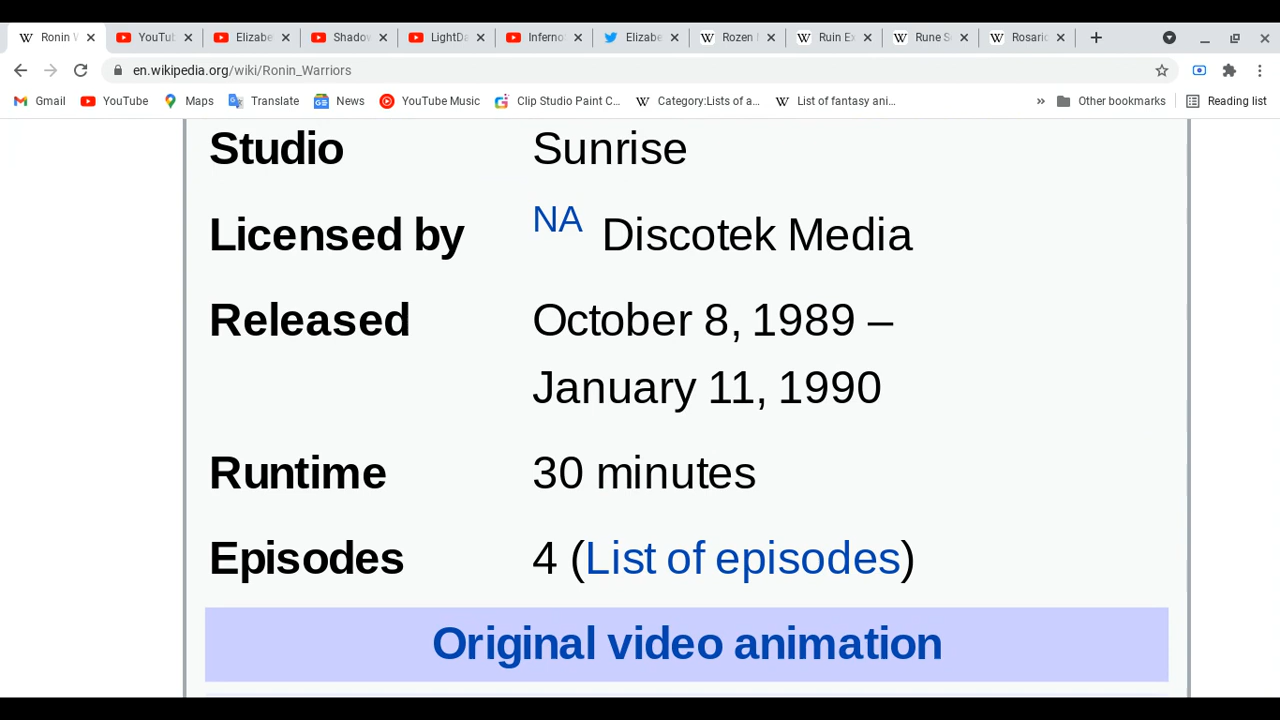 Ronin W YouTub Elizabe Shadow LightDa Inferno Elizabe Rozen M Ruin Ex Rune So Rosario
en.wikipedia.org/wiki/Ronin_Warriors
Gmail YouTube Maps Translate News YouTube Music Clip Studio Paint C... Category:Lists of a... List of fantasy ani... » Other bookmarks Reading list
Studio Sunrise
Licensed by NA Discotek Media
Released October 8, 1989 –
January 11, 1990
Runtime 30 minutes
Episodes 4 (List of episodes)
Original video animation